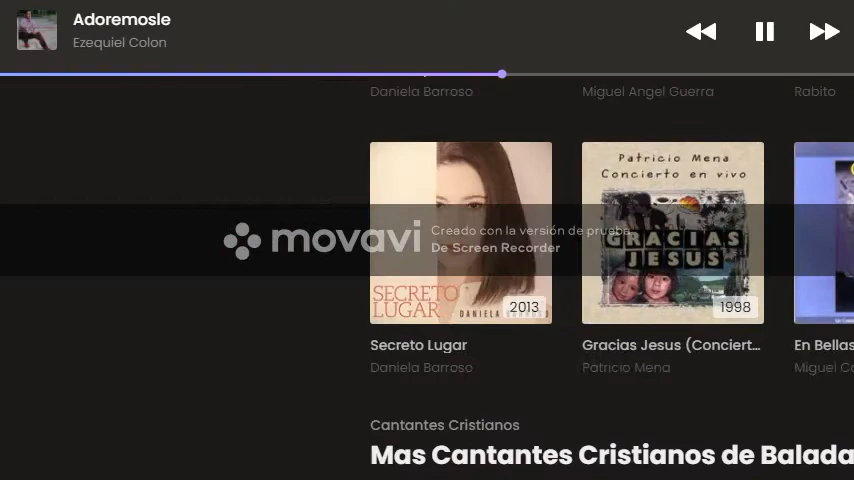 Adoremosle
Ezequiel Colon
Daniela Barroso
Miguel Angel Guerra
Rabito
Patricio Mena
Concierto en vivo
movavi
Creado con la versión de prueba
De Screen Recorder
GRACIAS
JESUS
SECRETO
LUGAR
DANIELA
2013
1998
Secreto Lugar
Gracias Jesus (Conciert...
En Bellas
Daniela Barroso
Patricio Mena
Miguel Ca
Cantantes Cristianos
Mas Cantantes Cristianos de Balada